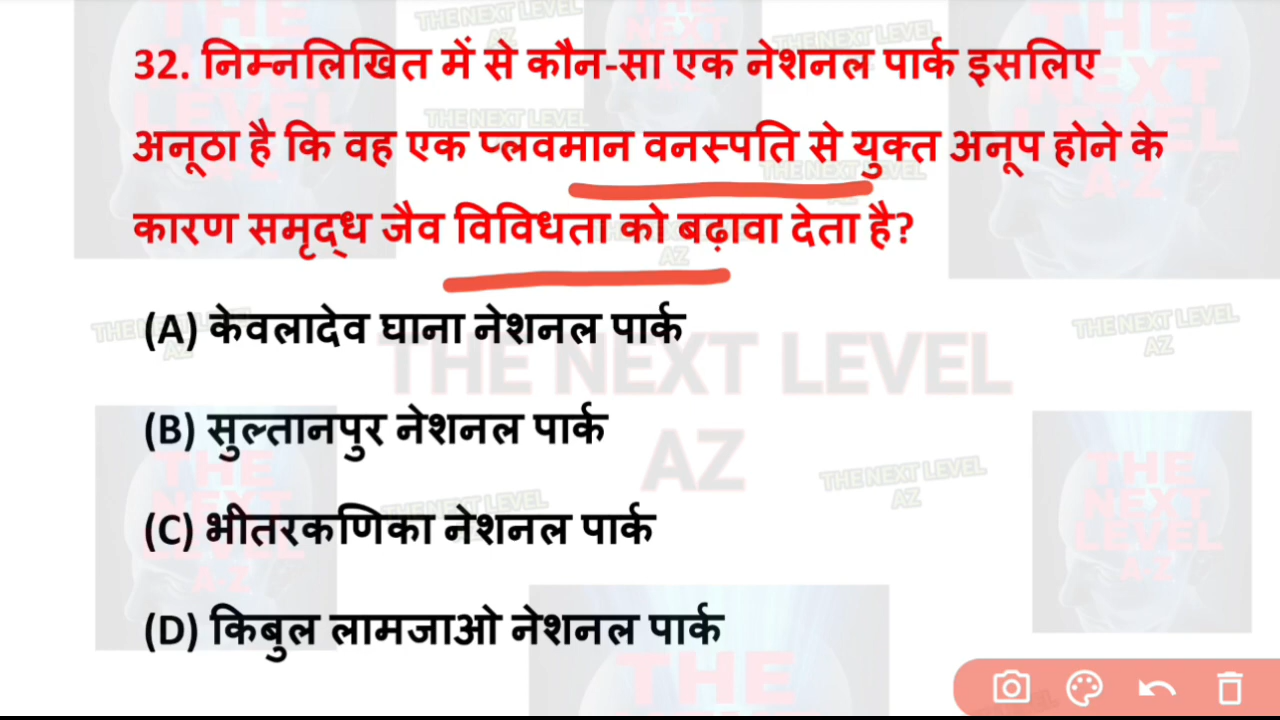 32. निम्नलिखित में से कौन-सा एक नेशनल पार्क इसलिए
अनूठा है कि वह एक प्लवमान वनस्पति से युक्त अनूप होने के
कारण समृद्ध जैव विविधता को बढ़ावा देता है?
(A) केवलादेव घाना नेशनल पार्क
(B) सुल्तानपुर नेशनल पार्क
(C) भीतरकणिका नेशनल पार्क
(D) किबुल लामजाओ नेशनल पार्क
THE NEXT LEVEL
AZ